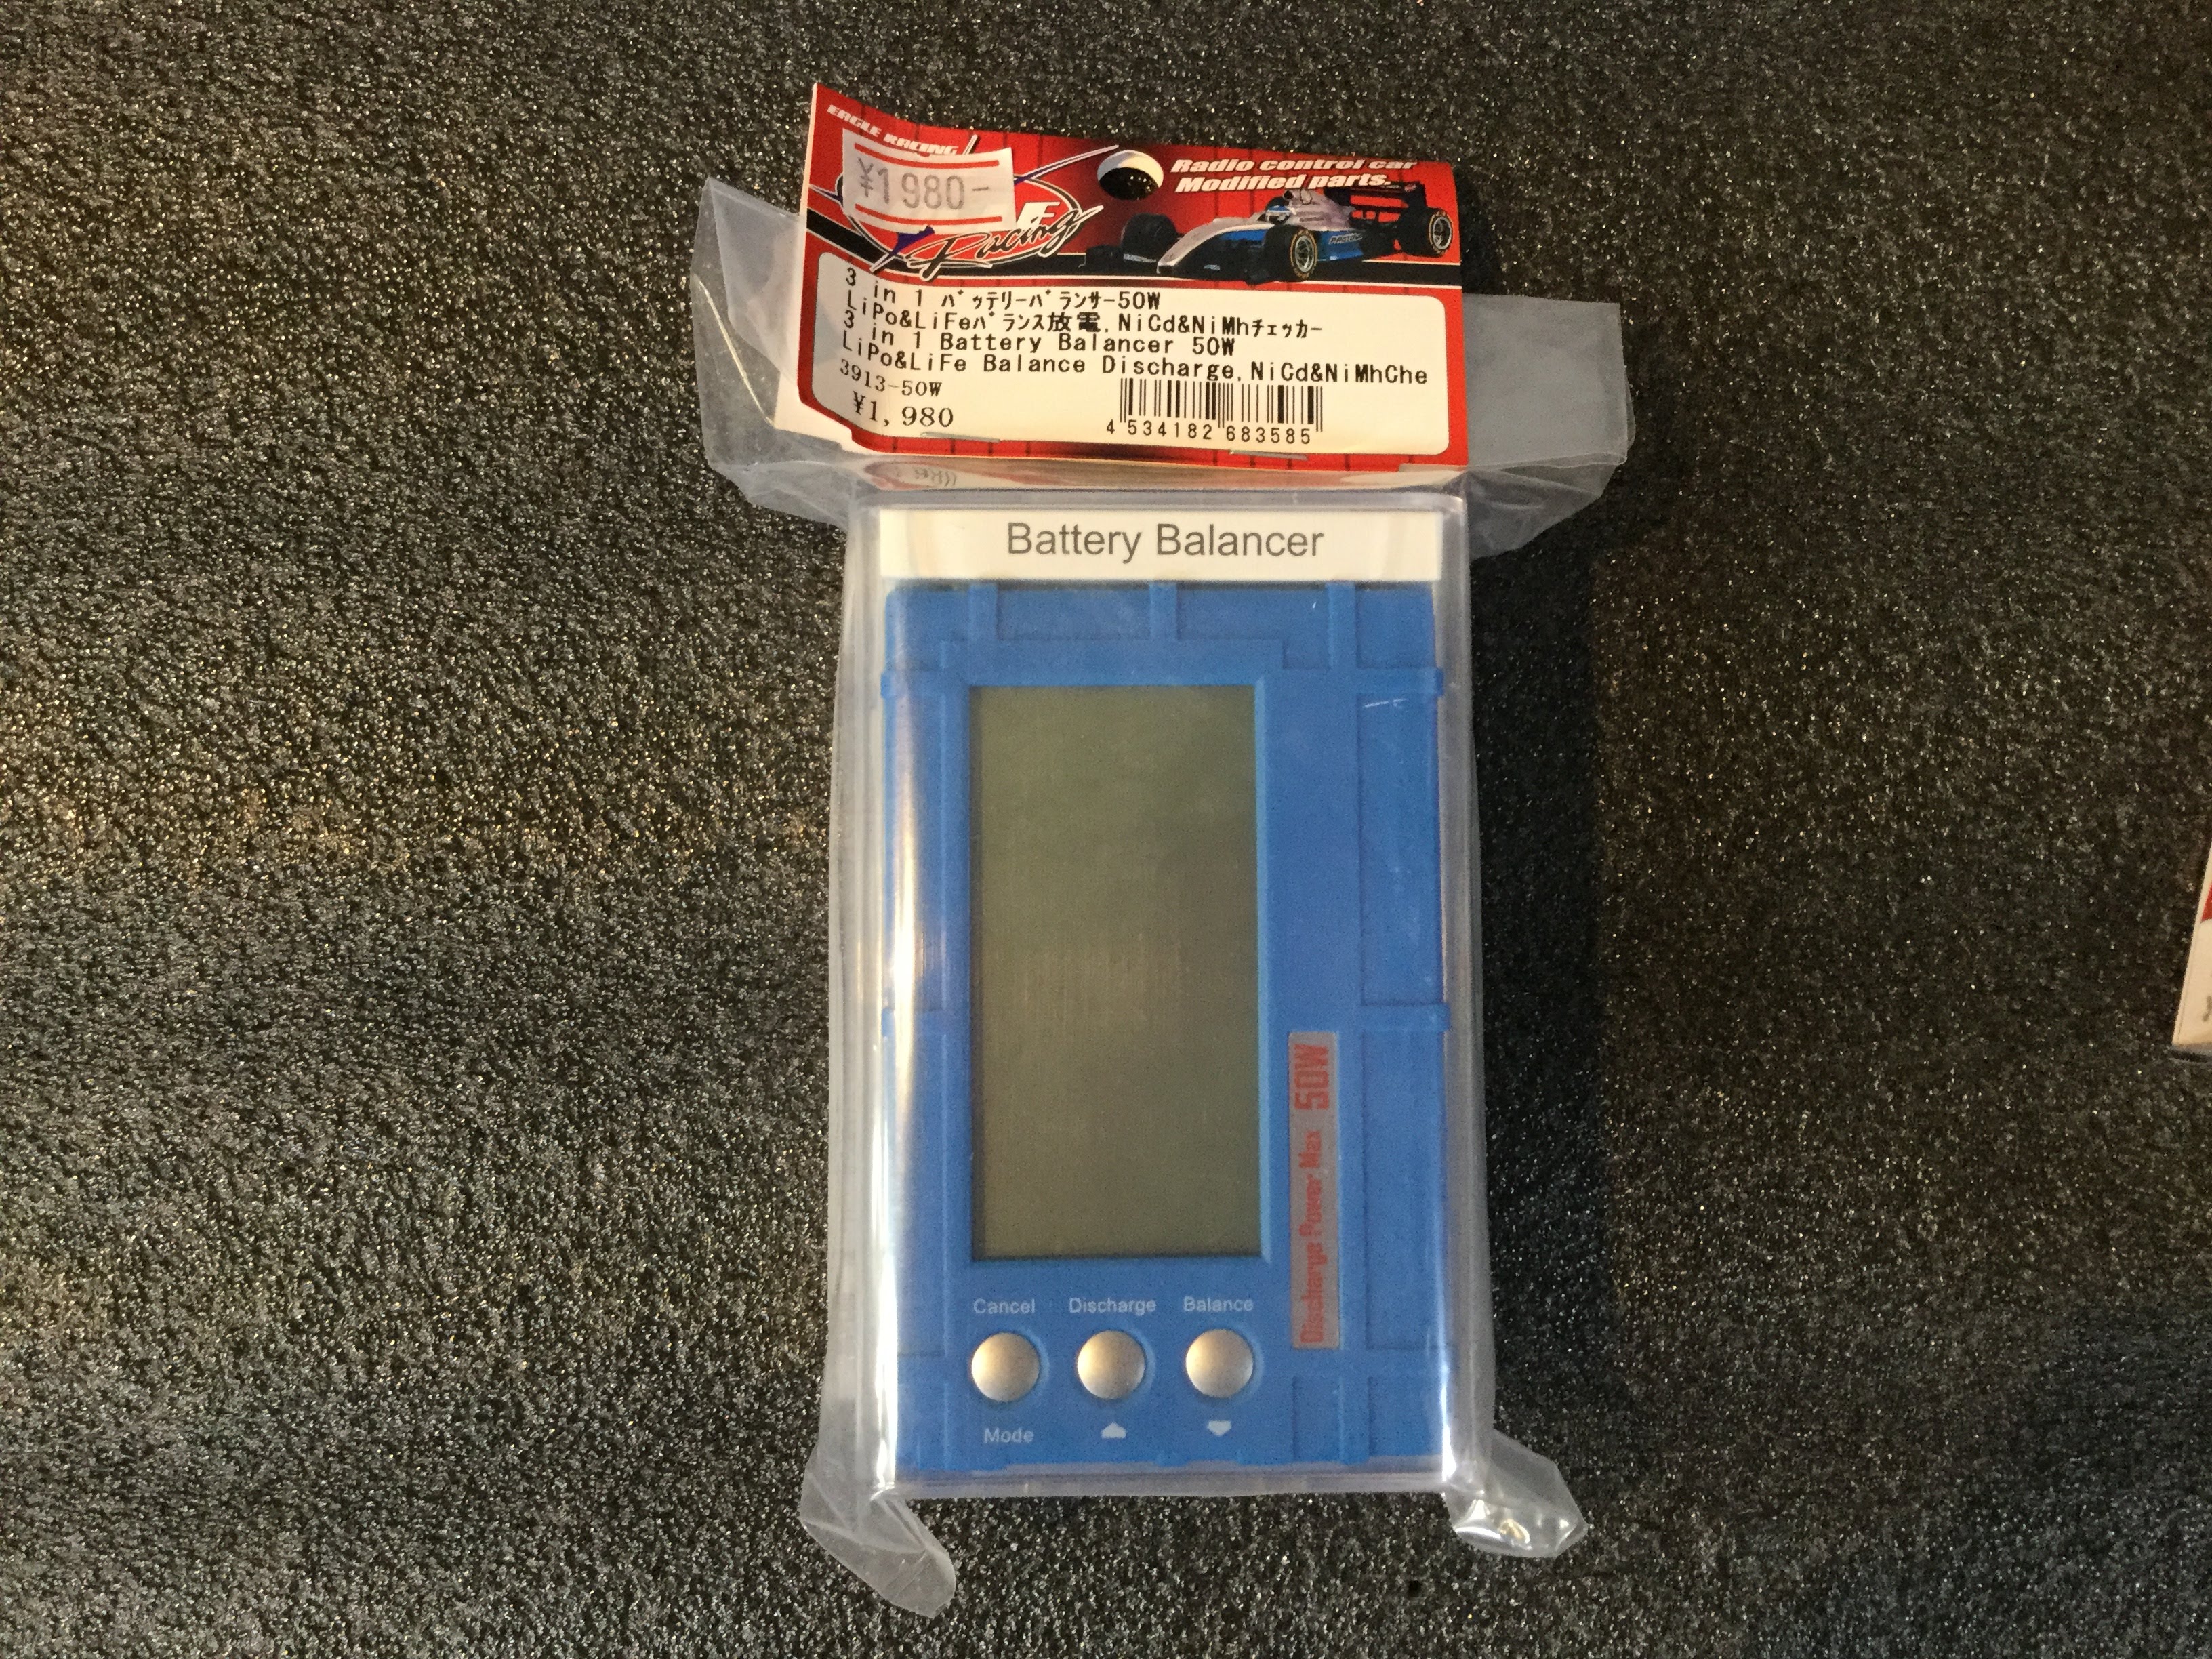 EAGLE RACING
¥1980-
Racing
Radio control car
Modified parts.
3 in 1 ﾊﾞｯﾃﾘｰﾊﾞﾗﾝｻｰ50W
LiPo&LiFeﾊﾞﾗﾝｽ放電,NiCd&NiMhﾁｪｯｶｰ
3 in 1 Battery Balancer 50W
LiPo&LiFe Balance Discharge,NiCd&NiMhChe
3913-50W
¥1,980
4 534182 683585
Battery Balancer
Discharge Power Max 50W
Cancel Discharge Balance
Mode